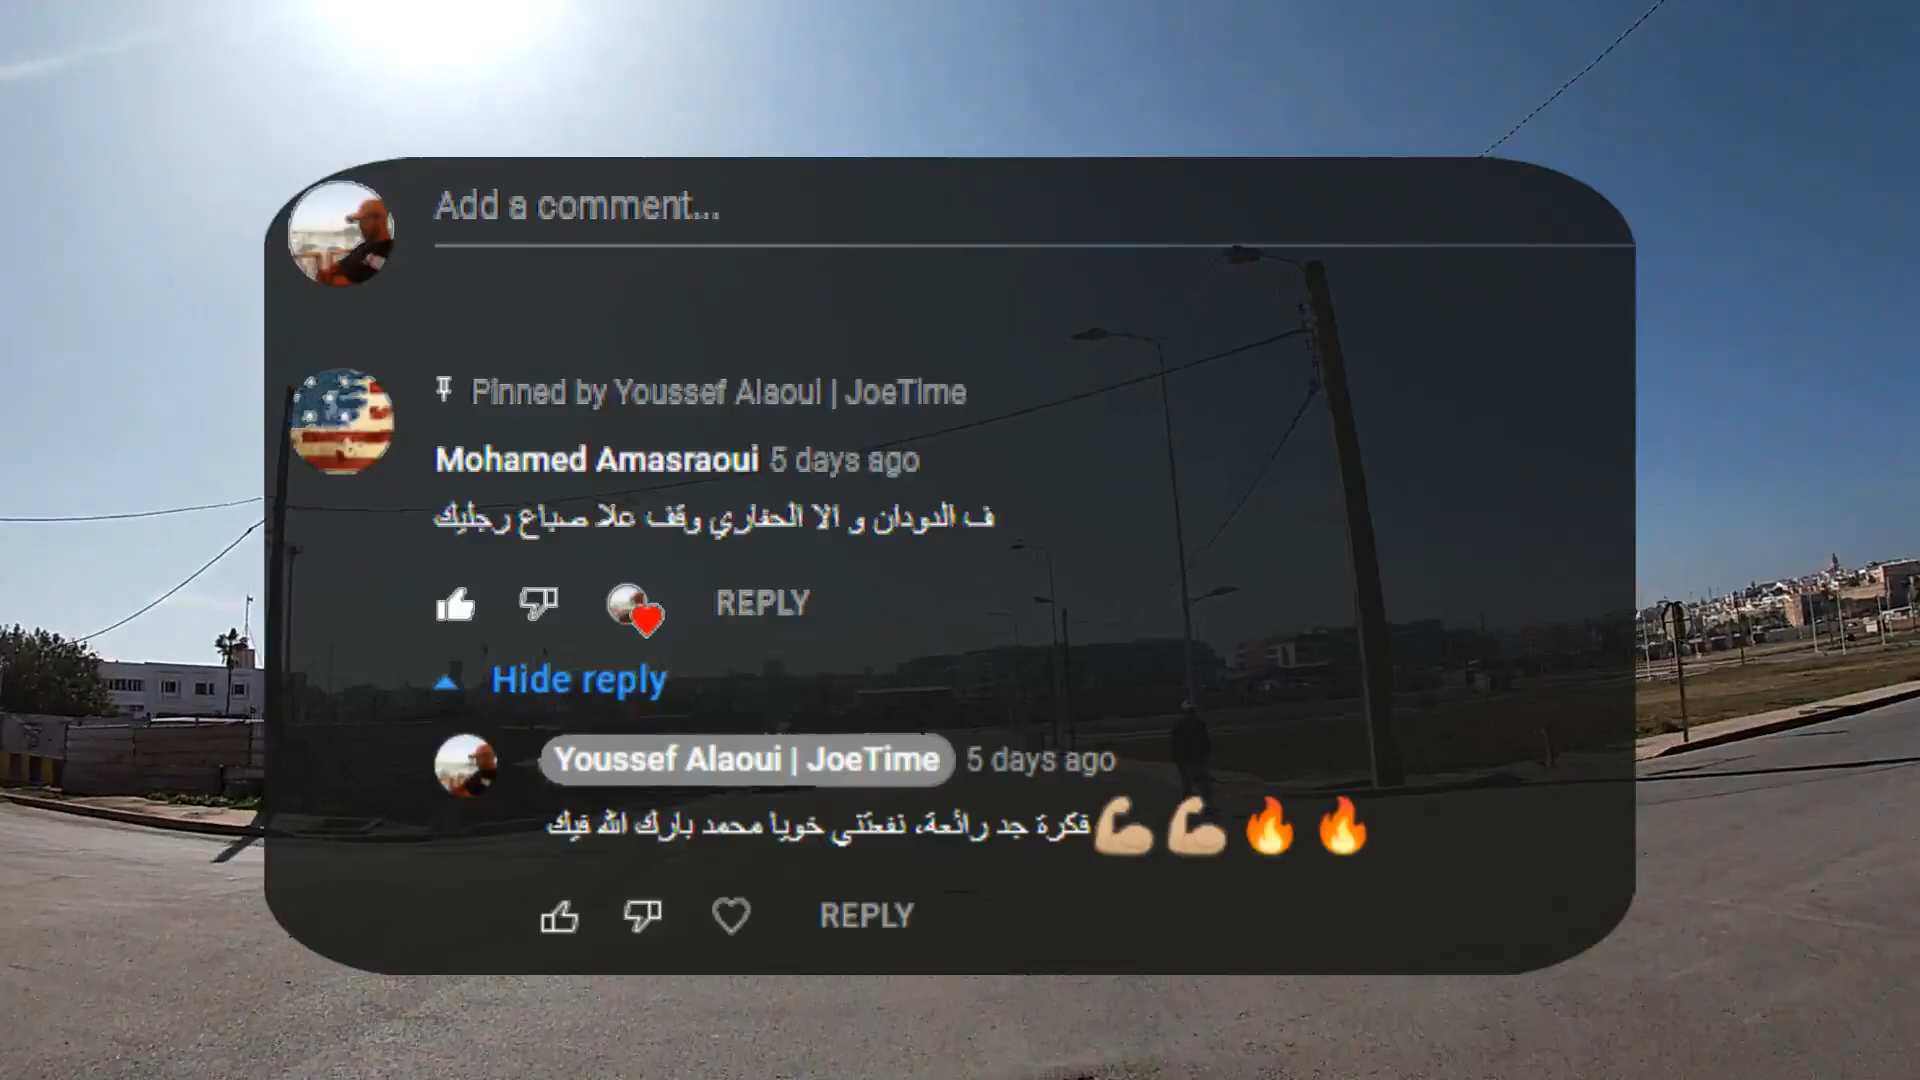 Add a comment...
Pinned by Youssef Alaoui | JoeTime
Mohamed Amasraoui 5 days ago
ف الدودان و الا الحفاري وقف علا صباع رجليك
REPLY
Hide reply
Youssef Alaoui | JoeTime 5 days ago
فكرة جد رائعة، نفعتني خويا محمد بارك الله فيك💪🏼 💪🏼 🔥 🔥
REPLY